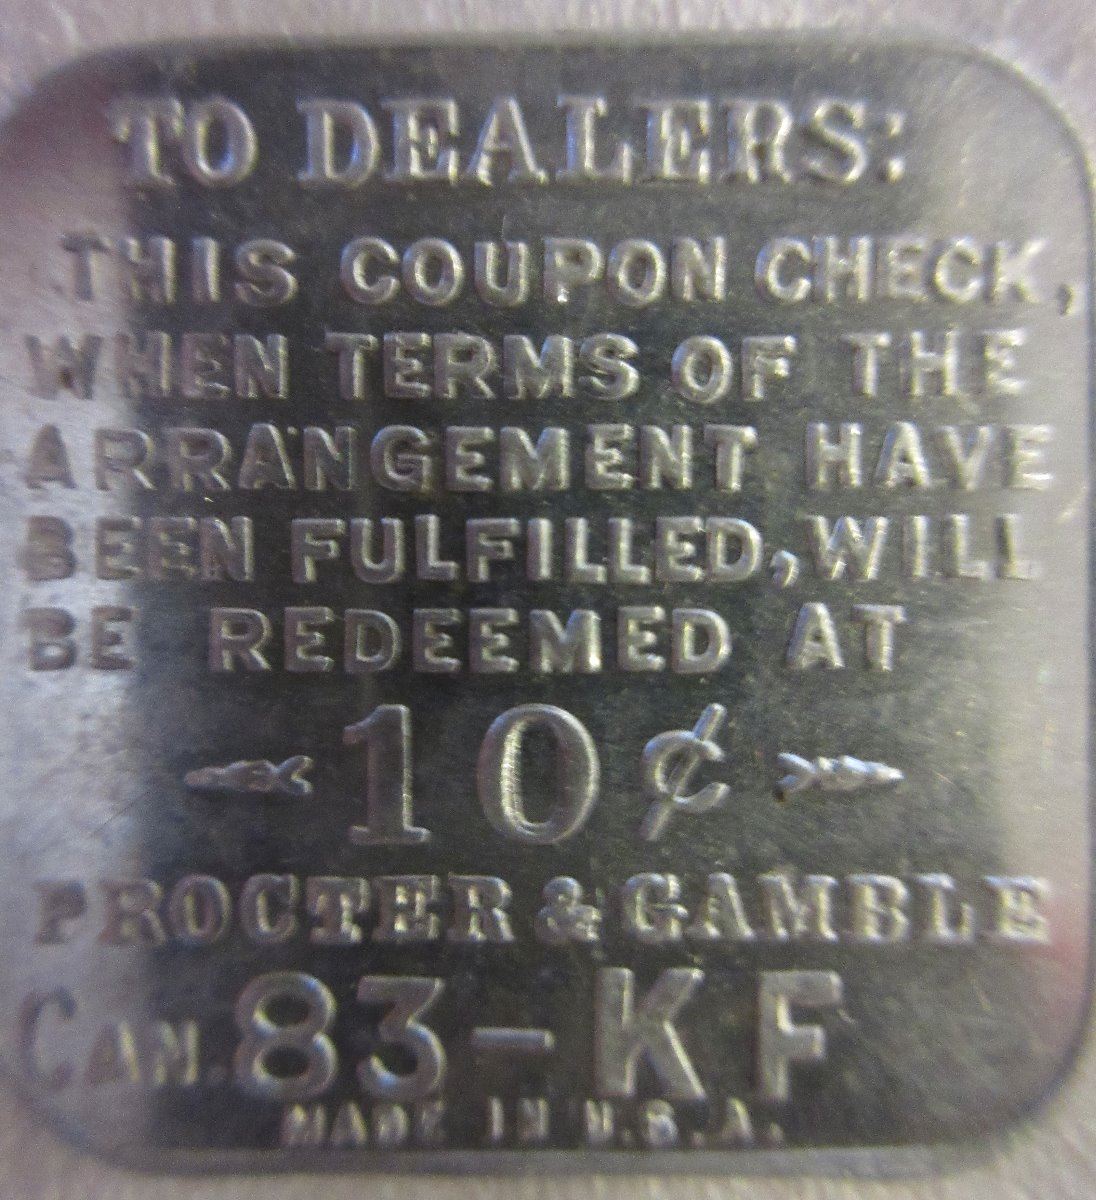 TO DEALERS:
THIS COUPON CHECK,
WHEN TERMS OF THE
ARRANGEMENT HAVE
BEEN FULFILLED, WILL
BE REDEEMED AT
10¢
PROCTER & GAMBLE
CAN. 83-KF
MADE IN U.S.A.